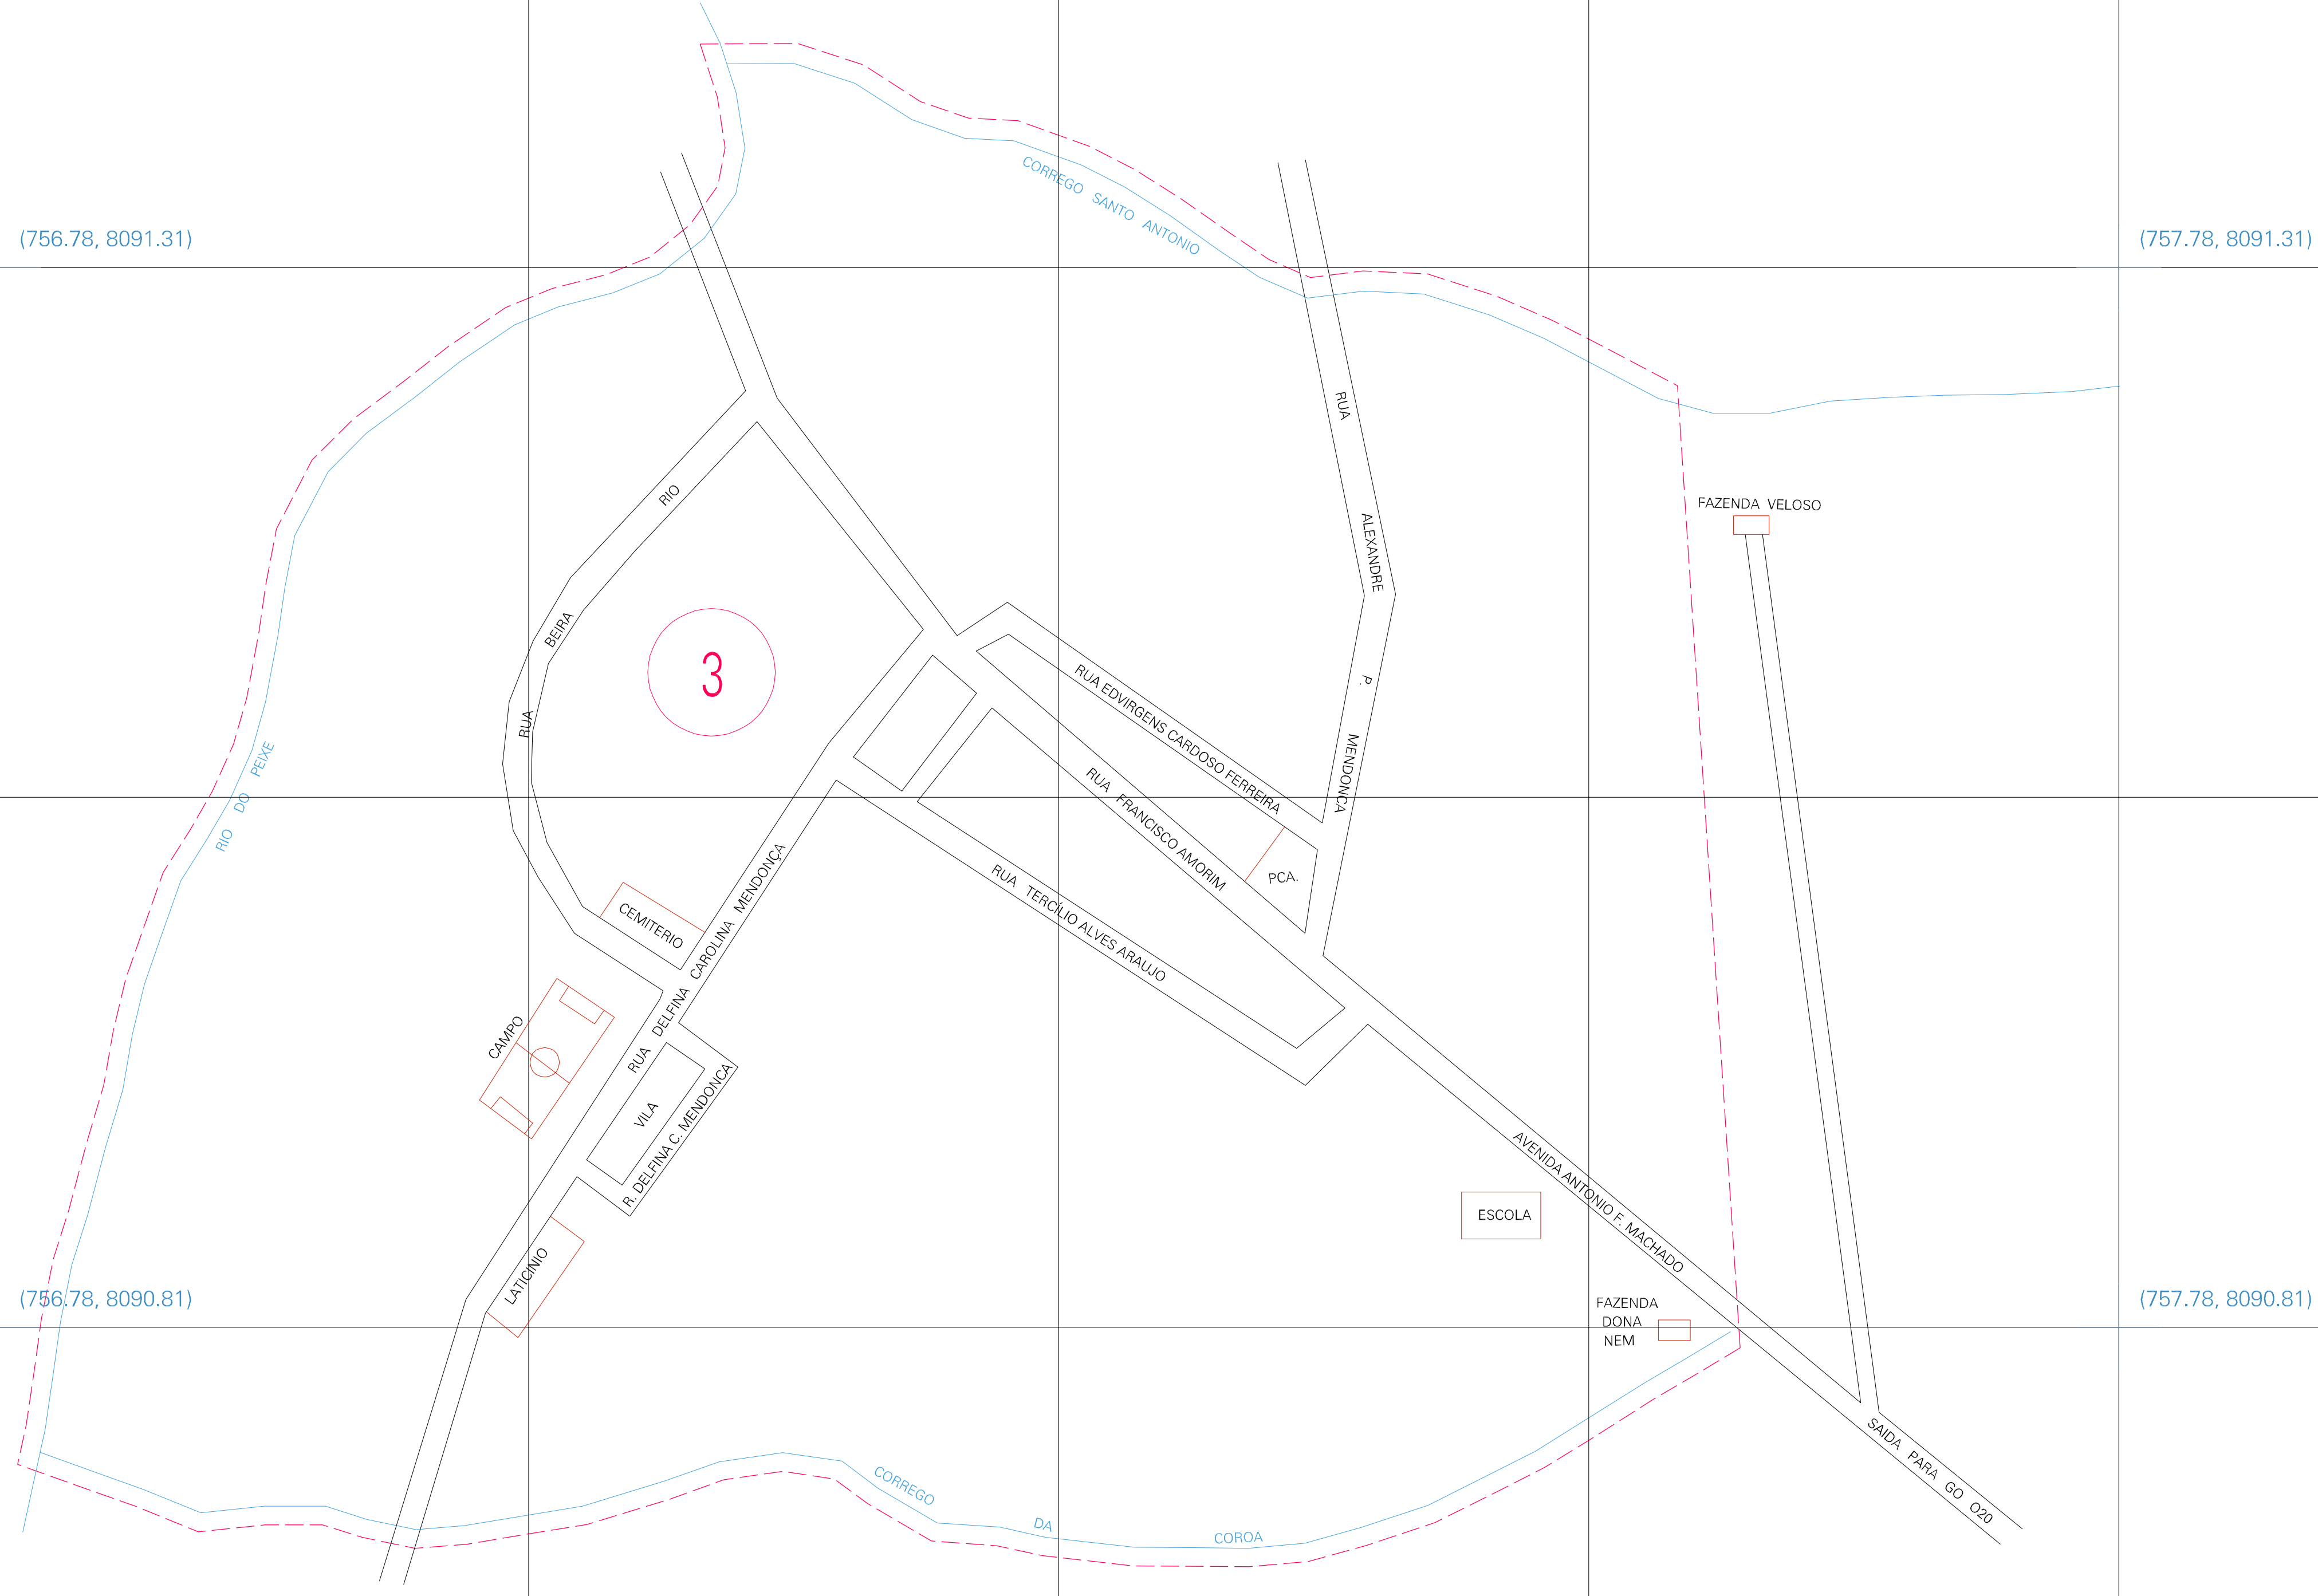 CORREGO SANTO ANTONIO
(756.78, 8091.31)
(757.78, 8091.31)
RUA ALEXANDRE P. MENDONCA
RUA BEIRA RIO
FAZENDA VELOSO
3
RUA EDVIRGENS CARDOSO FERREIRA
RIO DO PEIXE
RUA FRANCISCO AMORIM
PCA.
RUA TERCÍLIO ALVES ARAUJO
CEMITERIO
RUA DELFINA CAROLINA MENDONÇA
CAMPO
VILA
R. DELFINA C. MENDONCA
AVENIDA ANTONIO F. MACHADO
ESCOLA
LATICINIO
(756.78, 8090.81)
(757.78, 8090.81)
FAZENDA
DONA
NEM
SAIDA PARA GO O20
CORREGO DA COROA